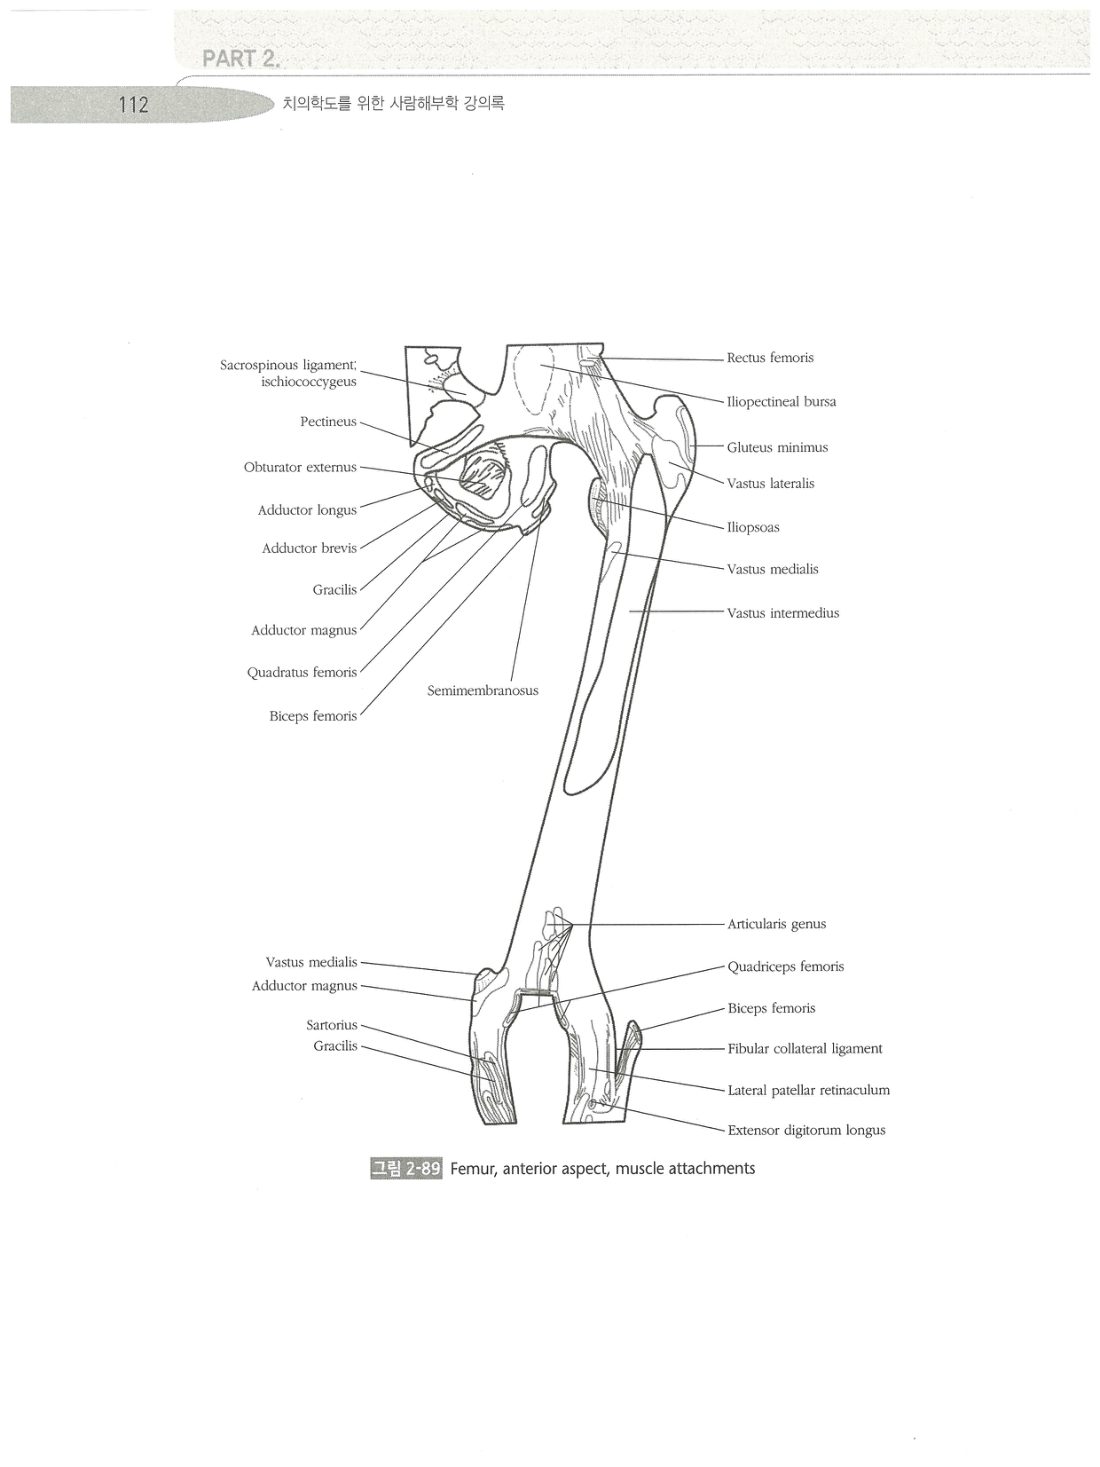 PART 2.
112
치의학도를 위한 사람해부학 강의록
Sacrospinous ligament;
ischiococcygeus
Pectineus
Obturator externus
Adductor longus
Adductor brevis
Gracilis
Adductor magnus
Quadratus femoris
Biceps femoris
Semimembranosus
Rectus femoris
Iliopectineal bursa
Gluteus minimus
Vastus lateralis
Iliopsoas
Vastus medialis
Vastus intermedius
Vastus medialis
Adductor magnus
Sartorius
Gracilis
Articularis genus
Quadriceps femoris
Biceps femoris
Fibular collateral ligament
Lateral patellar retinaculum
Extensor digitorum longus
그림 2-89 Femur, anterior aspect, muscle attachments